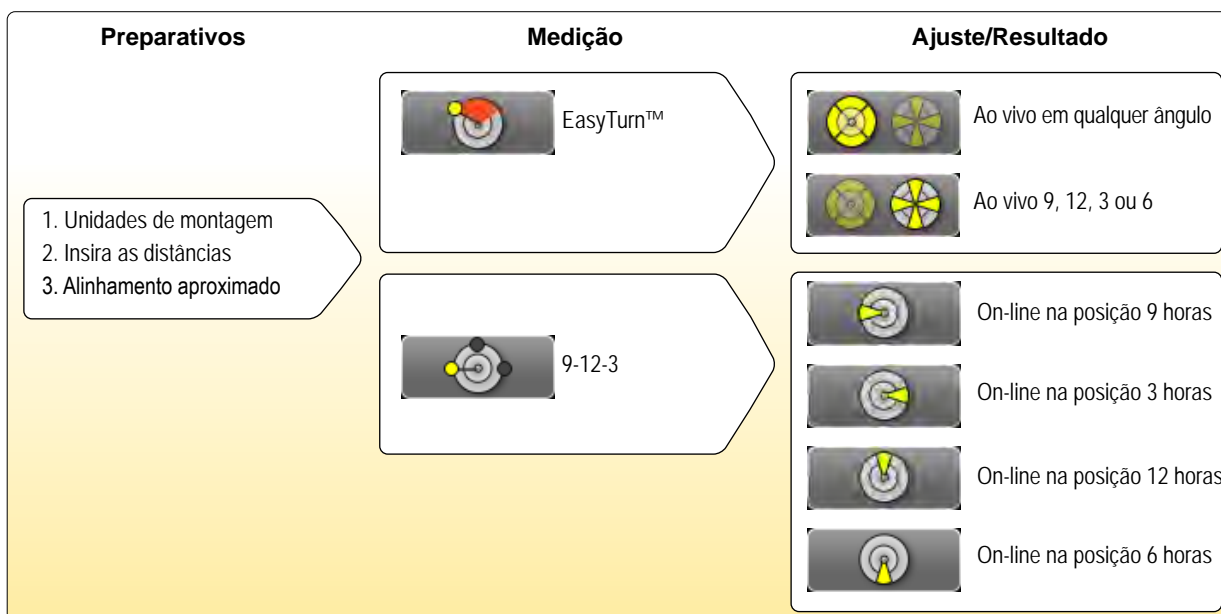 Preparativos
Medição
Ajuste/Resultado
1. Unidades de montagem
2. Insira as distâncias
3. Alinhamento aproximado
EasyTurn™
9-12-3
Ao vivo em qualquer ângulo
Ao vivo 9, 12, 3 ou 6
On-line na posição 9 horas
On-line na posição 3 horas
On-line na posição 12 horas
On-line na posição 6 horas